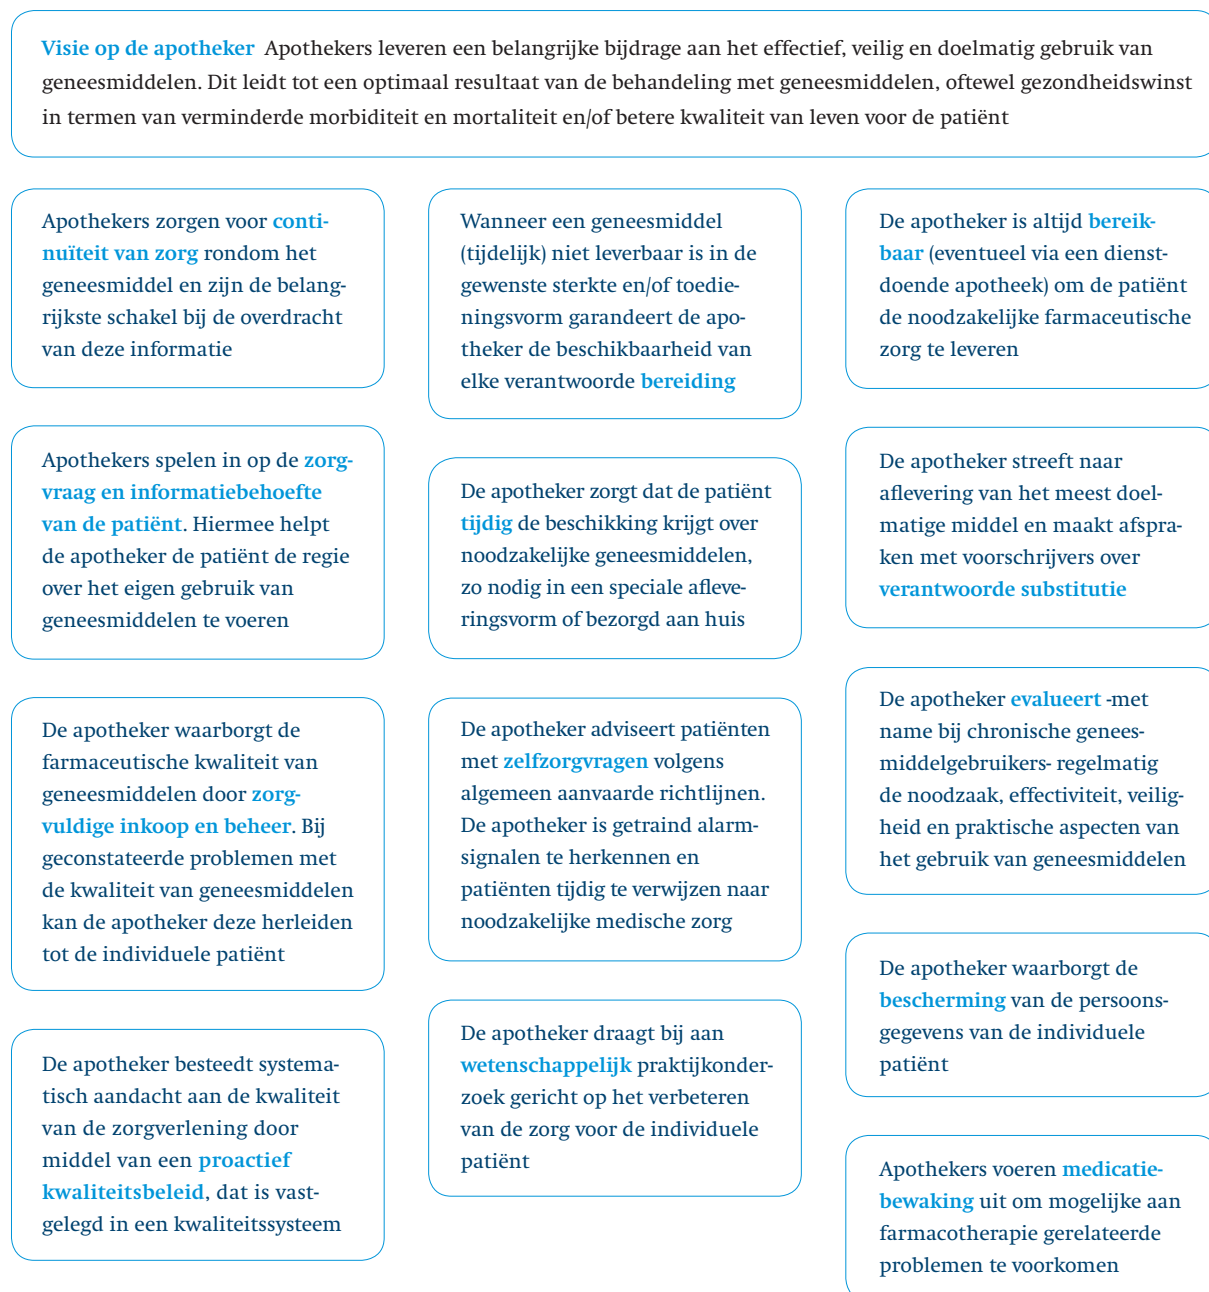 Visie op de apotheker Apothekers leveren een belangrijke bijdrage aan het effectief, veilig en doelmatig gebruik van
geneesmiddelen. Dit leidt tot een optimaal resultaat van de behandeling met geneesmiddelen, oftewel gezondheidswinst
in termen van verminderde morbiditeit en mortaliteit en/of betere kwaliteit van leven voor de patiënt
Apothekers zorgen voor conti-
nuïteit van zorg rondom het
geneesmiddel en zijn de belang-
rijkste schakel bij de overdracht
van deze informatie
Apothekers spelen in op de zorg-
vraag en informatiebehoefte
van de patiënt. Hiermee helpt
de apotheker de patiënt de regie
over het eigen gebruik van
geneesmiddelen te voeren
De apotheker waarborgt de
farmaceutische kwaliteit van
geneesmiddelen door zorg-
vuldige inkoop en beheer. Bij
geconstateerde problemen met
de kwaliteit van geneesmiddelen
kan de apotheker deze herleiden
tot de individuele patiënt
De apotheker besteedt systema-
tisch aandacht aan de kwaliteit
van de zorgverlening door
middel van een proactief
kwaliteitsbeleid, dat is vast-
gelegd in een kwaliteitssysteem
Wanneer een geneesmiddel
(tijdelijk) niet leverbaar is in de
gewenste sterkte en/of toedie-
ningsvorm garandeert de apo-
theker de beschikbaarheid van
elke verantwoorde bereiding
De apotheker zorgt dat de patiënt
tijdig de beschikking krijgt over
noodzakelijke geneesmiddelen,
zo nodig in een speciale afleve-
ringsvorm of bezorgd aan huis
De apotheker adviseert patiënten
met zelfzorgvragen volgens
algemeen aanvaarde richtlijnen.
De apotheker is getraind alarm-
signalen te herkennen en
patiënten tijdig te verwijzen naar
noodzakelijke medische zorg
De apotheker draagt bij aan
wetenschappelijk praktijkonder-
zoek gericht op het verbeteren
van de zorg voor de individuele
patiënt
De apotheker is altijd bereik-
baar (eventueel via een dienst-
doende apotheek) om de patiënt
de noodzakelijke farmaceutische
zorg te leveren
De apotheker streeft naar
aflevering van het meest doel-
matige middel en maakt afspra-
ken met voorschrijvers over
verantwoorde substitutie
De apotheker evalueert -met
name bij chronische genees-
middelgebruikers- regelmatig
de noodzaak, effectiviteit, veilig-
heid en praktische aspecten van
het gebruik van geneesmiddelen
De apotheker waarborgt de
bescherming van de persoons-
gegevens van de individuele
patiënt
Apothekers voeren medicatie-
bewaking uit om mogelijke aan
farmacotherapie gerelateerde
problemen te voorkomen